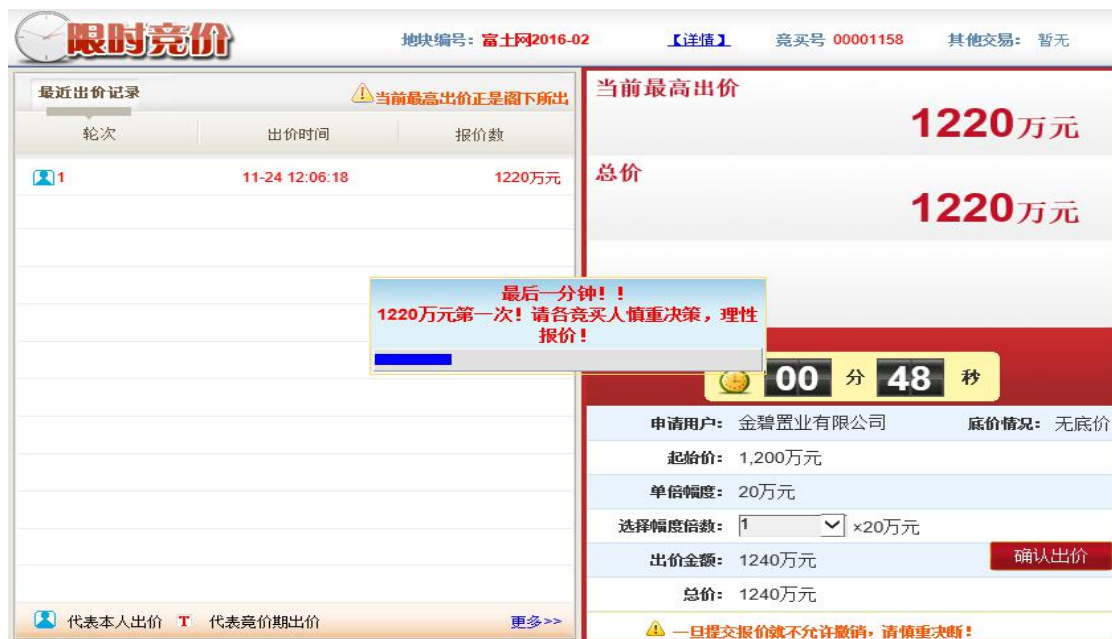 限时竞价
地块编号：富土网2016-02 【详情】 竞买号 00001158 其他交易： 暂无
最近出价记录 当前最高出价正是阁下所出
轮次 出价时间 报价数
1 11-24 12:06:18 1220万元
代表本人出价 T 代表竞价期出价 更多>>
当前最高出价
1220万元
总价
1220万元
最后一分钟！！
1220万元第一次！请各竞买人慎重决策，理性
报价！
00 分 48 秒
申请用户： 金碧置业有限公司 底价情况： 无底价
起始价： 1,200万元
单倍幅度： 20万元
选择幅度倍数： 1 ×20万元
出价金额： 1240万元 确认出价
总价： 1240万元
一旦提交报价就不允许撤销，请慎重决断！